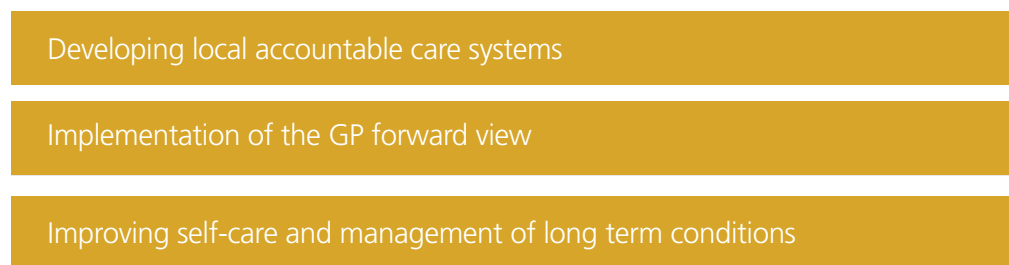 Developing local accountable care systems
Implementation of the GP forward view
Improving self-care and management of long term conditions